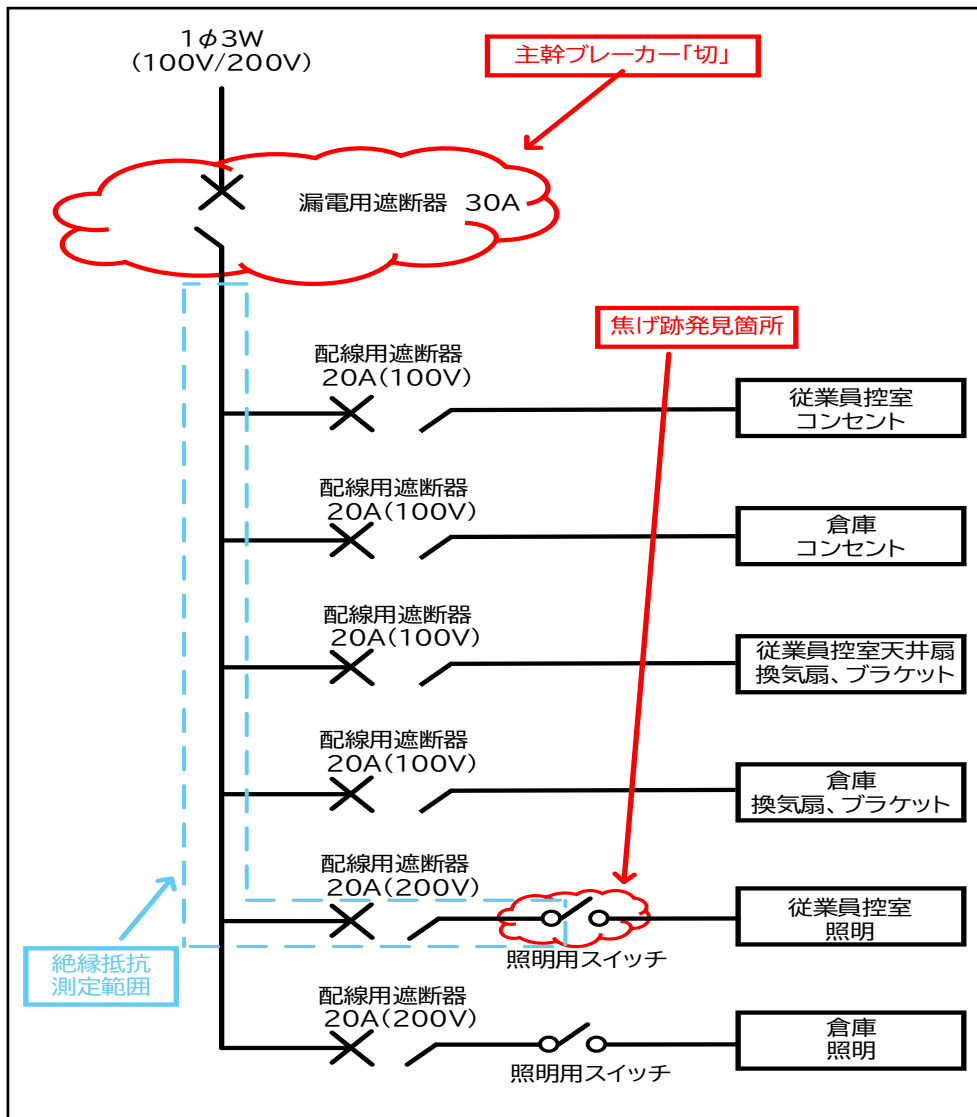 1φ3W
(100V/200V)
主幹ブレーカー「切」
漏電用遮断器 30A
焦げ跡発見箇所
配線用遮断器
20A(100V)
従業員控室
コンセント
配線用遮断器
20A(100V)
倉庫
コンセント
配線用遮断器
20A(100V)
従業員控室天井扇
換気扇、ブラケット
配線用遮断器
20A(100V)
倉庫
換気扇、ブラケット
配線用遮断器
20A(200V)
従業員控室
照明
照明用スイッチ
絶縁抵抗
測定範囲
配線用遮断器
20A(200V)
倉庫
照明
照明用スイッチ